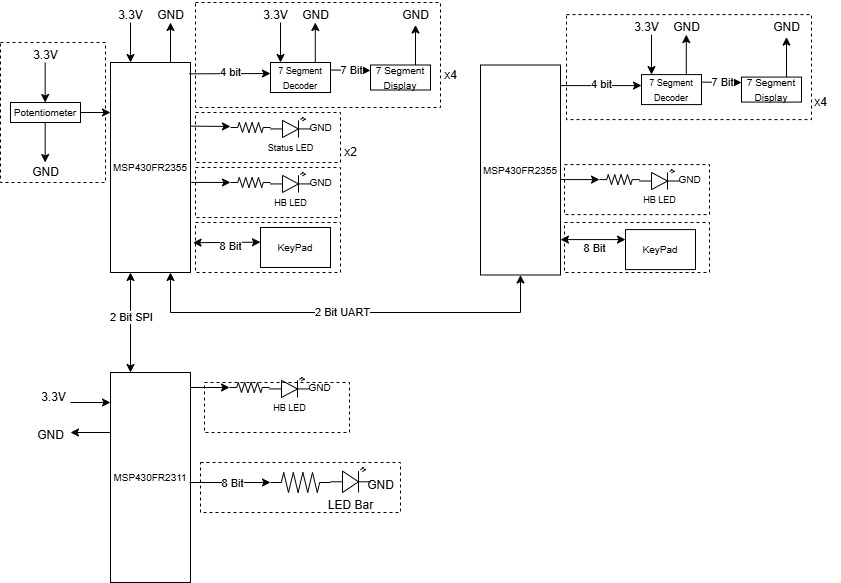 3.3V
GND
3.3V
GND
GND
4 bit
7 Segment
Decoder
7 Bit
7 Segment
Display
x4
3.3V
Potentiometer
GND
MSP430FR2355
GND
Status LED
x2
GND
HB LED
8 Bit
KeyPad
3.3V
GND
GND
4 bit
7 Segment
Decoder
7 Bit
7 Segment
Display
x4
MSP430FR2355
GND
HB LED
8 Bit
KeyPad
2 Bit SPI
2 Bit UART
3.3V
GND
MSP430FR2311
GND
HB LED
8 Bit
GND
LED Bar